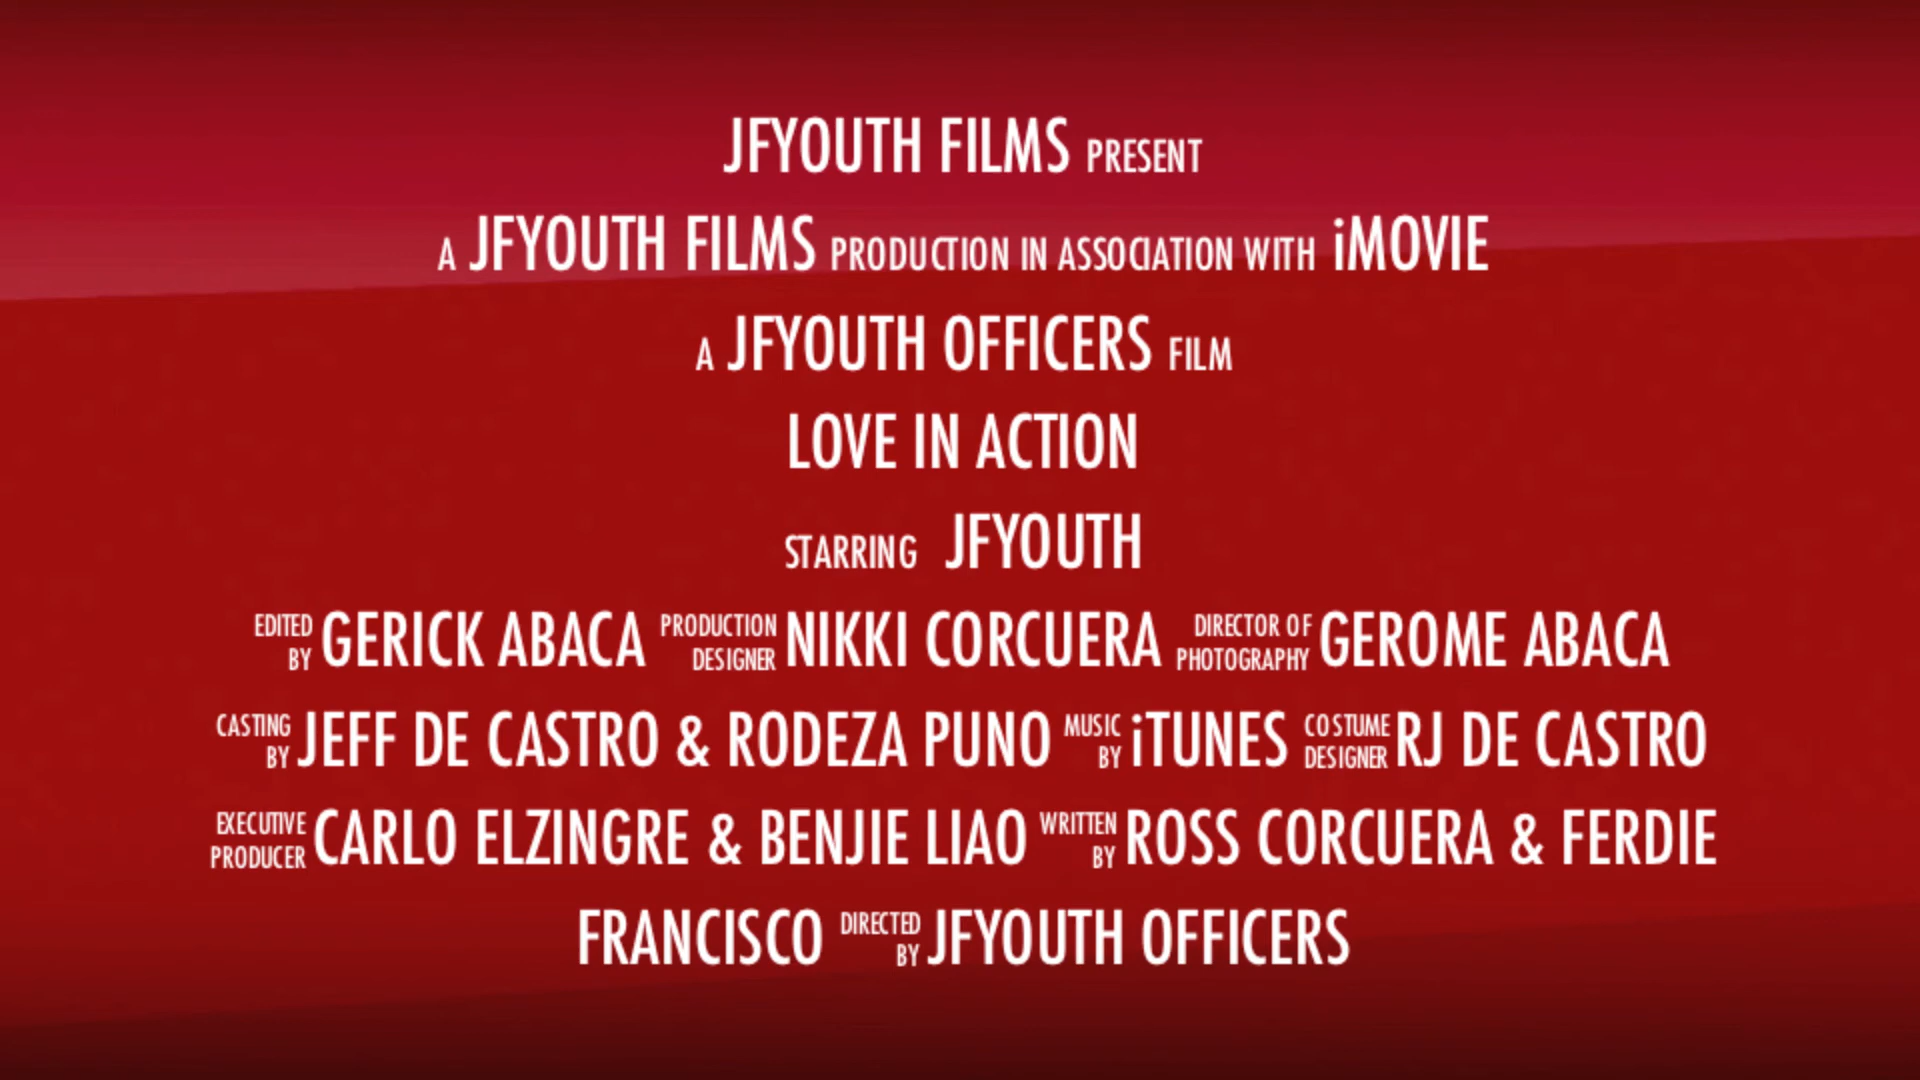 JFYOUTH FILMS PRESENT
A JFYOUTH FILMS PRODUCTION IN ASSOCIATION WITH iMOVIE
A JFYOUTH OFFICERS FILM
LOVE IN ACTION
STARRING JFYOUTH
EDITED BY GERICK ABACA PRODUCTION DESIGNER NIKKI CORCUERA DIRECTOR OF PHOTOGRAPHY GEROME ABACA
CASTING BY JEFF DE CASTRO & RODEZA PUNO MUSIC BY iTUNES COSTUME DESIGNER RJ DE CASTRO
EXECUTIVE PRODUCER CARLO ELZINGRE & BENJIE LIAO WRITTEN BY ROSS CORCUERA & FERDIE
FRANCISCO DIRECTED BY JFYOUTH OFFICERS